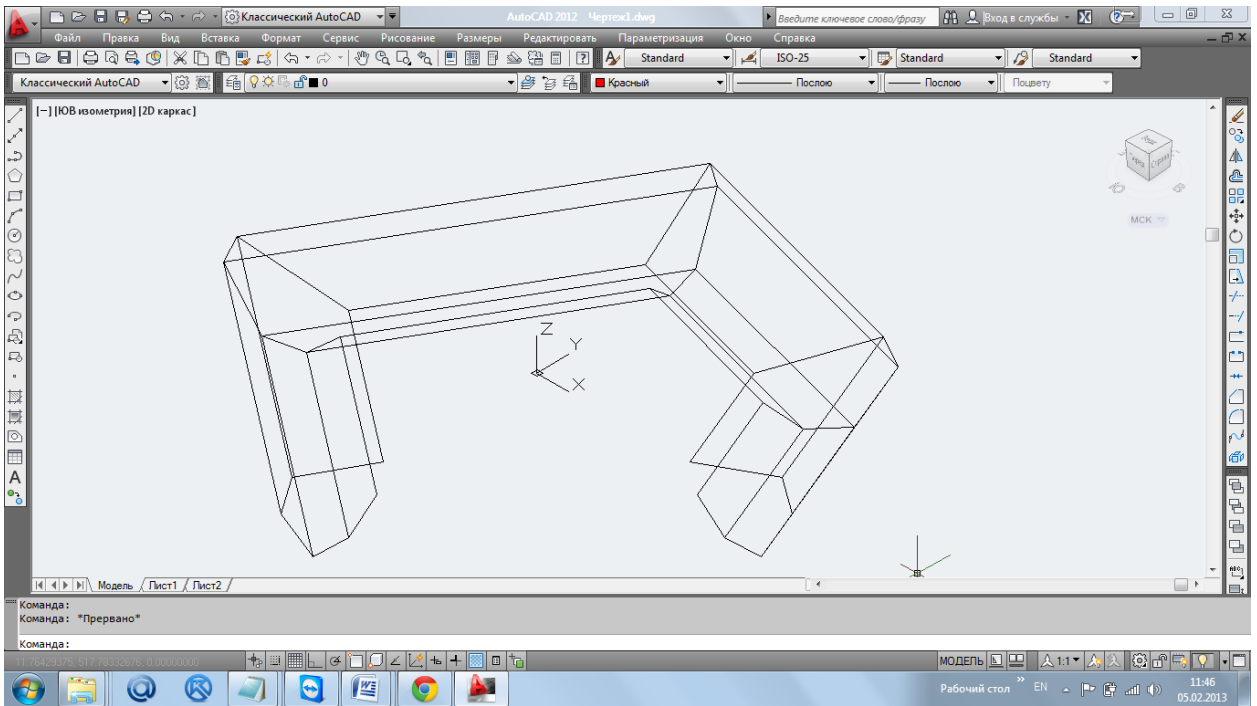 Классический AutoCAD
AutoCAD 2012 Чертеж1.dwg
Введите ключевое слово/фразу
Вход в службы
Файл Правка Вид Вставка Формат Сервис Рисование Размеры Редактировать Параметризация Окно Справка
Standard ISO-25 Standard Standard
Классический AutoCAD 0 Красный Послою Послою Поцвету
[−] [ЮВ изометрия] [2D каркас]
МСК
Z
Y
X
A
Модель Лист1 Лист2
Команда:
Команда: *Прервано*
Команда:
МОДЕЛЬ 1:1
Рабочий стол EN 11:46
05.02.2013